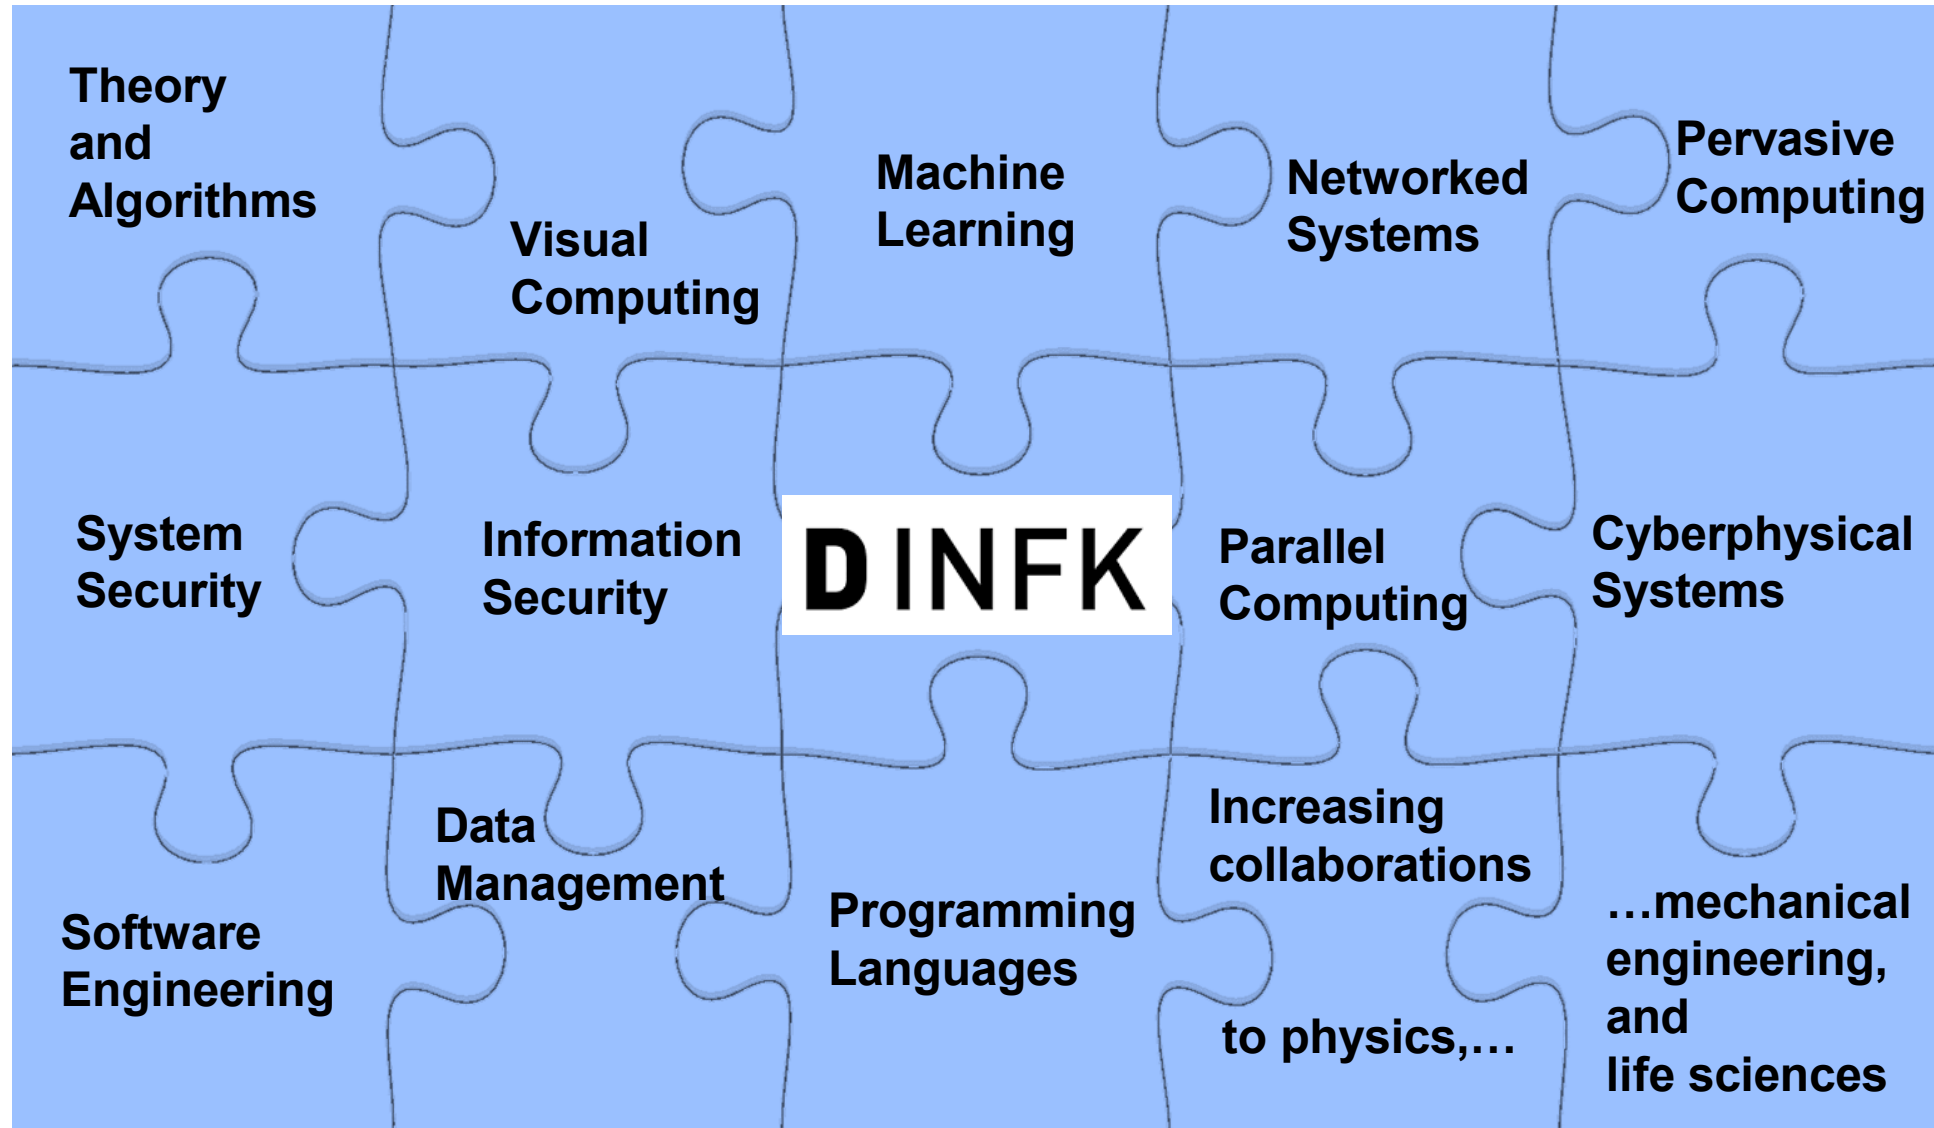 Theory
and
Algorithms
Visual
Computing
Machine
Learning
Networked
Systems
Pervasive
Computing
System
Security
Information
Security
DINFK
Parallel
Computing
Cyberphysical
Systems
Software
Engineering
Data
Management
Programming
Languages
Increasing
collaborations
to physics,…
…mechanical
engineering,
and
life sciences